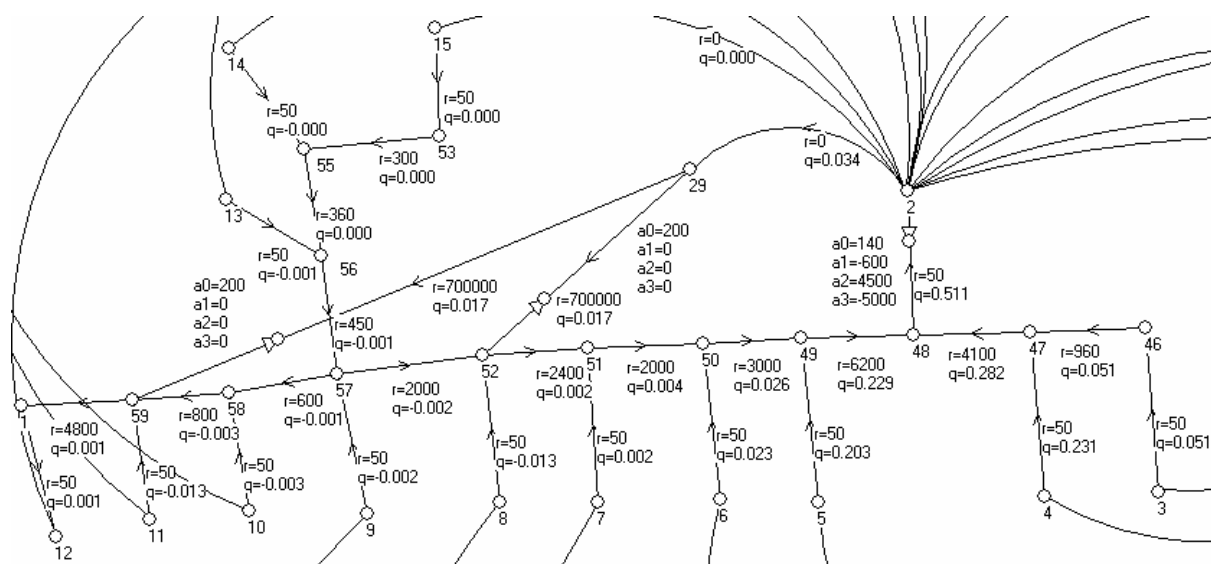 14
15
r=0
q=0.000
r=50
q=-0.000
r=50
q=0.000
55
r=300
q=0.000
53
r=0
q=0.034
29
2
13
r=50
q=-0.001
r=360
q=0.000
56
a0=200
a1=0
a2=0
a3=0
a0=140
a1=-600
a2=4500
a3=-5000
r=50
q=0.511
a0=200
a1=0
a2=0
a3=0
r=700000
q=0.017
r=700000
q=0.017
r=450
q=-0.001
59
r=800
q=-0.003
58
r=600
q=-0.001
57
r=2000
q=-0.002
52
r=2400
q=0.002
51
r=2000
q=0.004
50
r=3000
q=0.026
49
r=6200
q=0.229
48
r=4100
q=0.282
47
r=960
q=0.051
46
r=4800
q=0.001
r=50
q=0.001
r=50
q=-0.013
r=50
q=-0.003
r=50
q=-0.002
r=50
q=-0.013
r=50
q=0.002
r=50
q=0.023
r=50
q=0.203
r=50
q=0.231
r=50
q=0.051
12
11
10
9
8
7
6
5
4
3